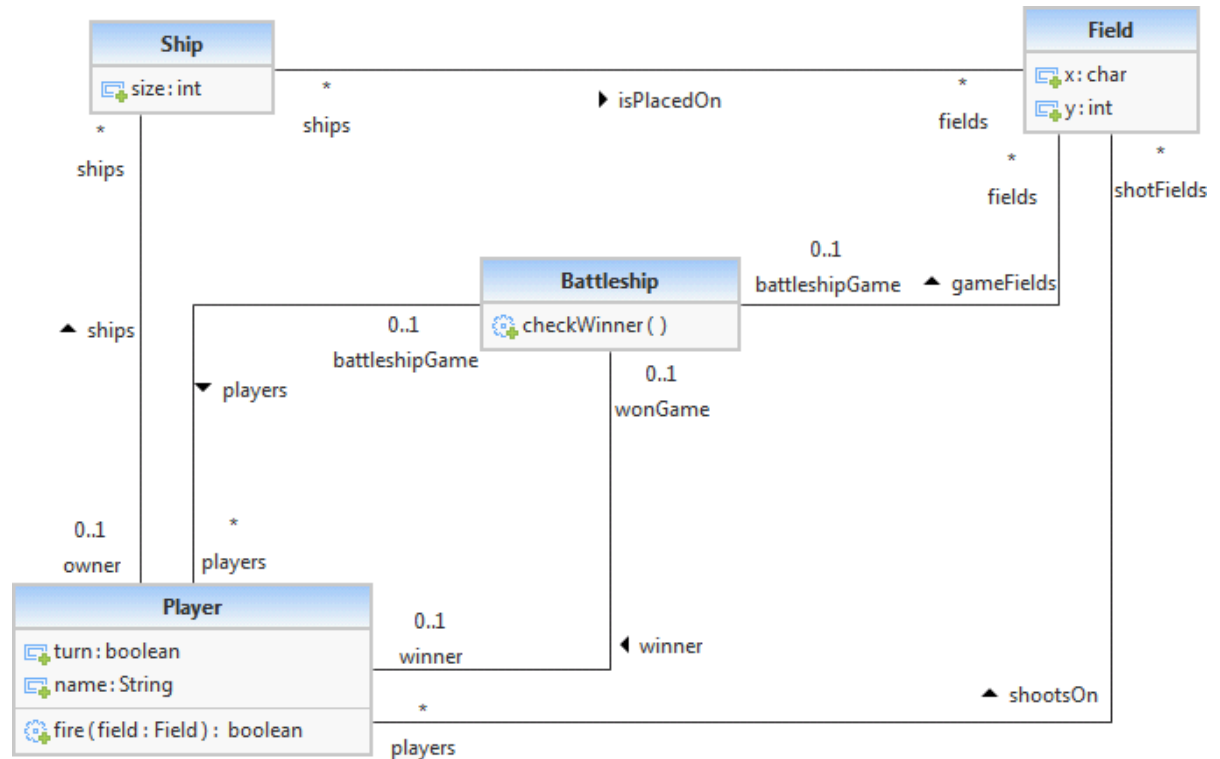 Ship
size : int
*
ships
isPlacedOn
*
fields
Field
x : char
y : int
*
ships
*
fields
*
shotFields
Battleship
checkWinner ( )
0..1
battleshipGame
gameFields
ships
0..1
battleshipGame
players
0..1
wonGame
0..1
owner
*
players
Player
turn : boolean
name : String
fire ( field : Field ) : boolean
0..1
winner
winner
shootsOn
*
players